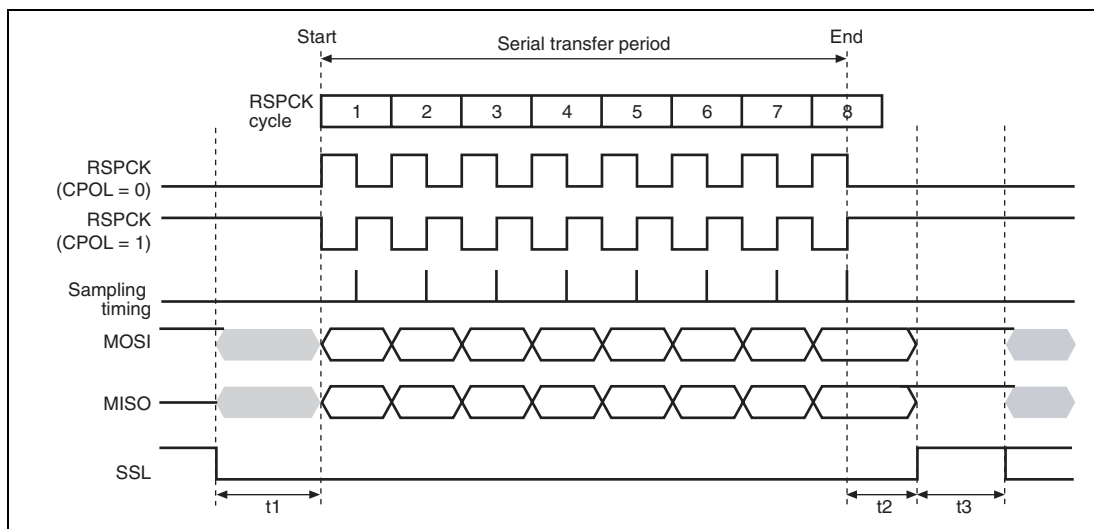 Start
Serial transfer period
End
RSPCK
cycle
1 2 3 4 5 6 7 8
RSPCK
(CPOL = 0)
RSPCK
(CPOL = 1)
Sampling
timing
MOSI
MISO
SSL
t1 t2 t3